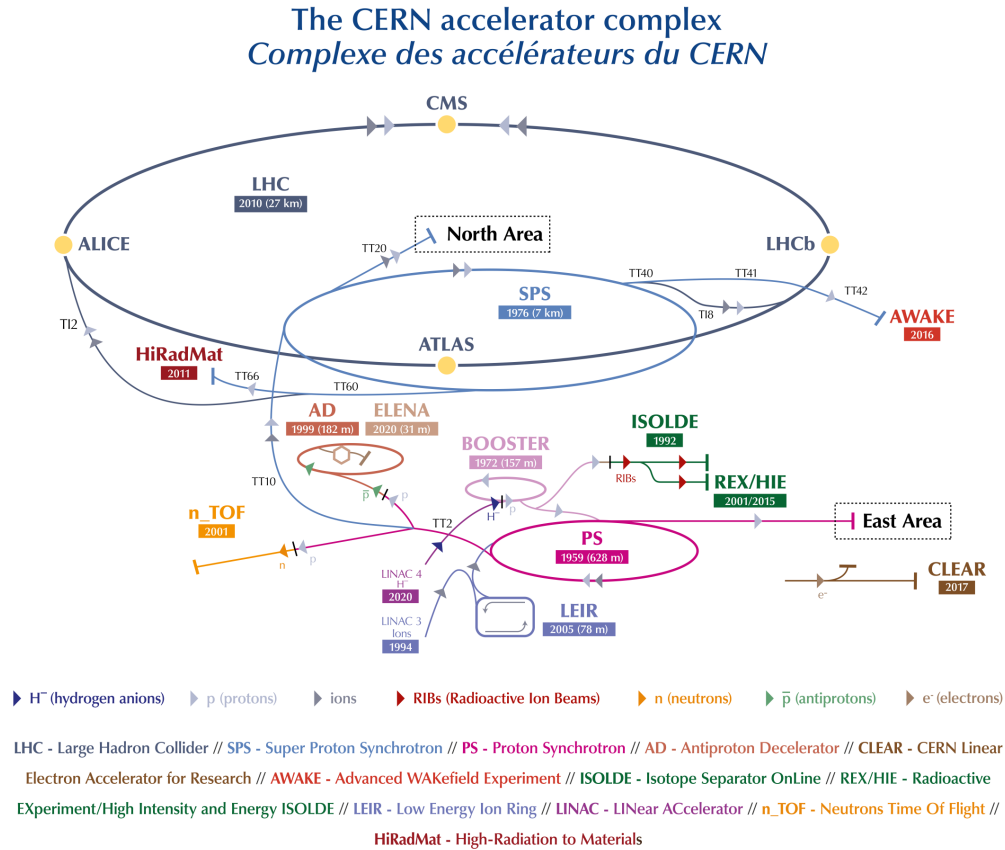 The CERN accelerator complex
Complexe des accélérateurs du CERN
CMS
LHC
2010 (27 km)
ALICE
TT20
North Area
LHCb
TT40
TT41
TT42
SPS
1976 (7 km)
TI8
AWAKE
2016
TI2
ATLAS
HiRadMat
2011
TT66
TT60
AD
1999 (182 m)
ELENA
2020 (31 m)
ISOLDE
1992
BOOSTER
1972 (157 m)
RIBs
REX/HIE
2001/2015
TT10
p̅
p
H⁻
p
n_TOF
2001
TT2
East Area
PS
1959 (628 m)
n
p
LINAC 4
H⁻
2020
CLEAR
2017
e⁻
LINAC 3
Ions
1994
LEIR
2005 (78 m)
H⁻ (hydrogen anions)
p (protons)
ions
RIBs (Radioactive Ion Beams)
n (neutrons)
p̅ (antiprotons)
e⁻ (electrons)
LHC - Large Hadron Collider // SPS - Super Proton Synchrotron // PS - Proton Synchrotron // AD - Antiproton Decelerator // CLEAR - CERN Linear
Electron Accelerator for Research // AWAKE - Advanced WAKefield Experiment // ISOLDE - Isotope Separator OnLine // REX/HIE - Radioactive
EXperiment/High Intensity and Energy ISOLDE // LEIR - Low Energy Ion Ring // LINAC - LINear ACcelerator // n_TOF - Neutrons Time Of Flight //
HiRadMat - High-Radiation to Materials